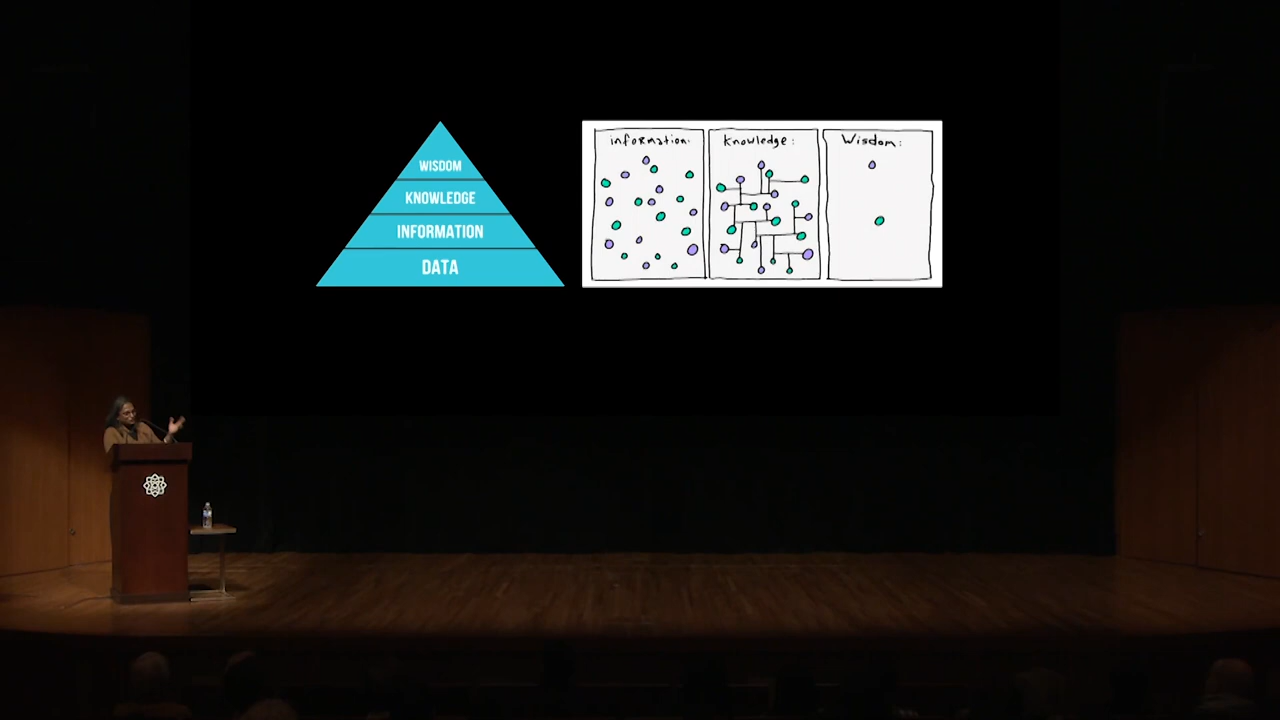 WISDOM
KNOWLEDGE
INFORMATION
DATA
information:
knowledge:
Wisdom: